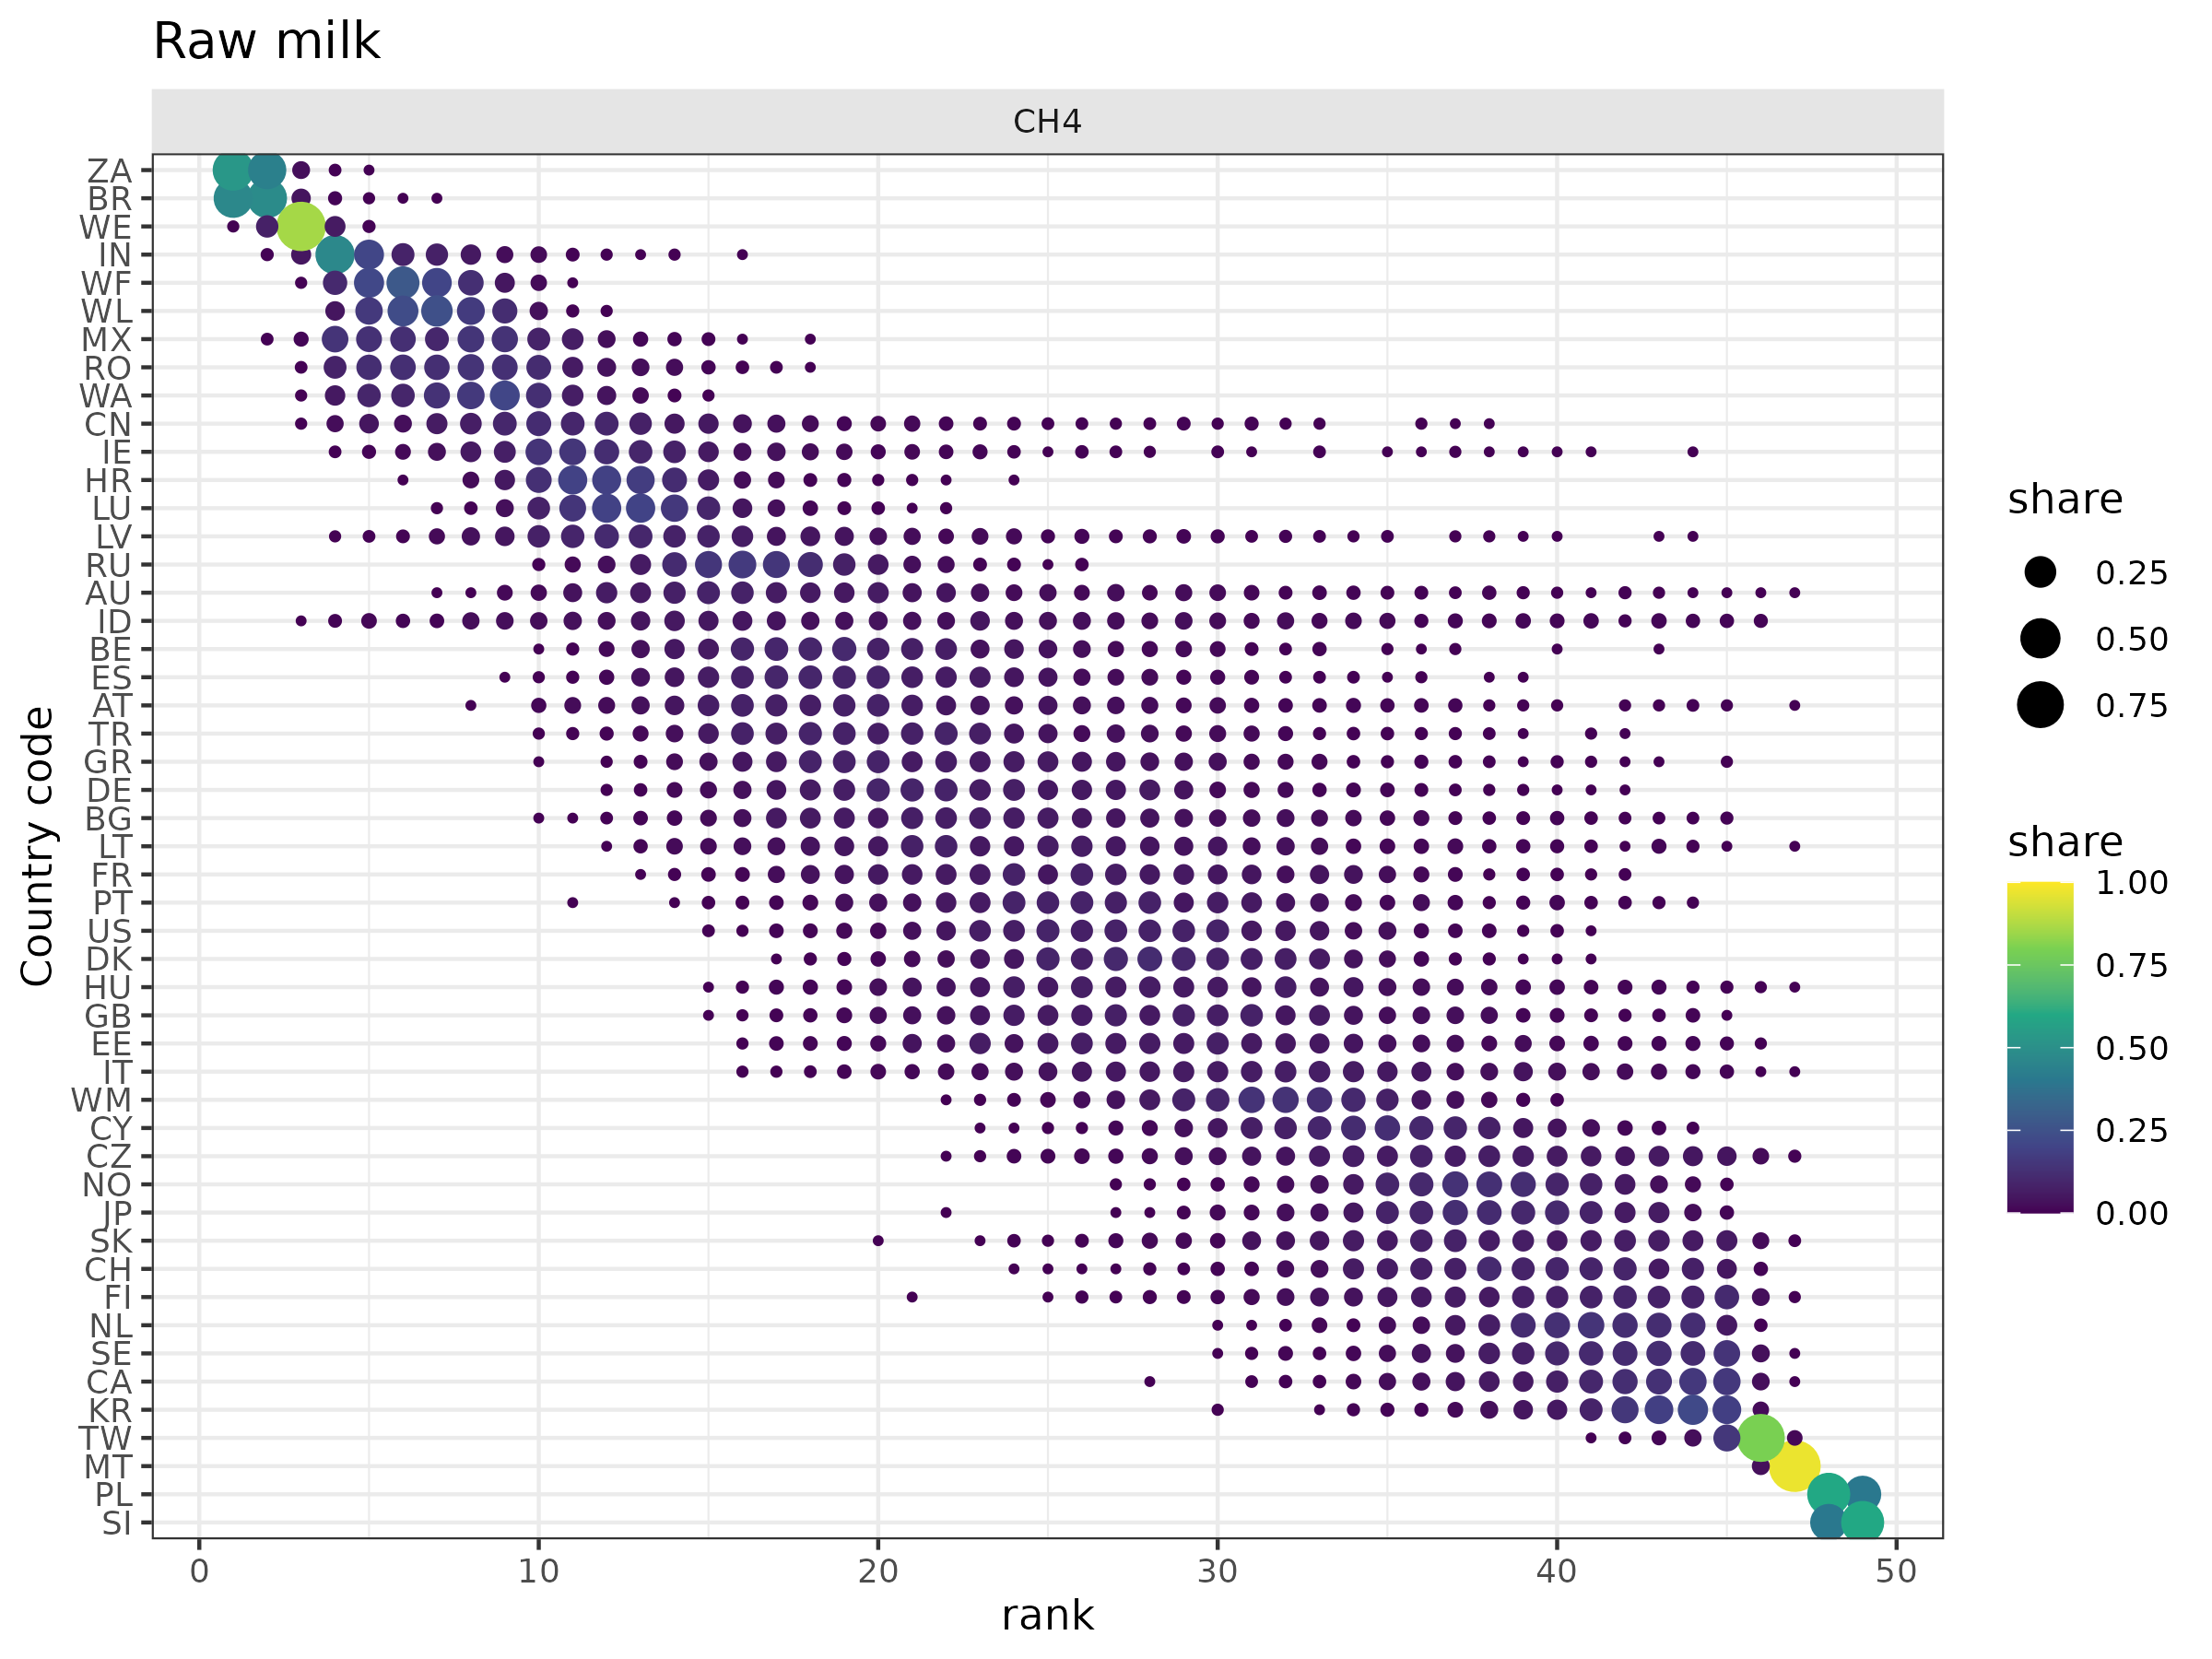 Raw milk
CH4
Country code
ZA
BR
WE
IN
WF
WL
MX
RO
WA
CN
IE
HR
LU
LV
RU
AU
ID
BE
ES
AT
TR
GR
DE
BG
LT
FR
PT
US
DK
HU
GB
EE
IT
WM
CY
CZ
NO
JP
SK
CH
FI
NL
SE
CA
KR
TW
MT
PL
SI
0 10 20 30 40 50
rank
share
0.25
0.50
0.75
share
1.00
0.75
0.50
0.25
0.00